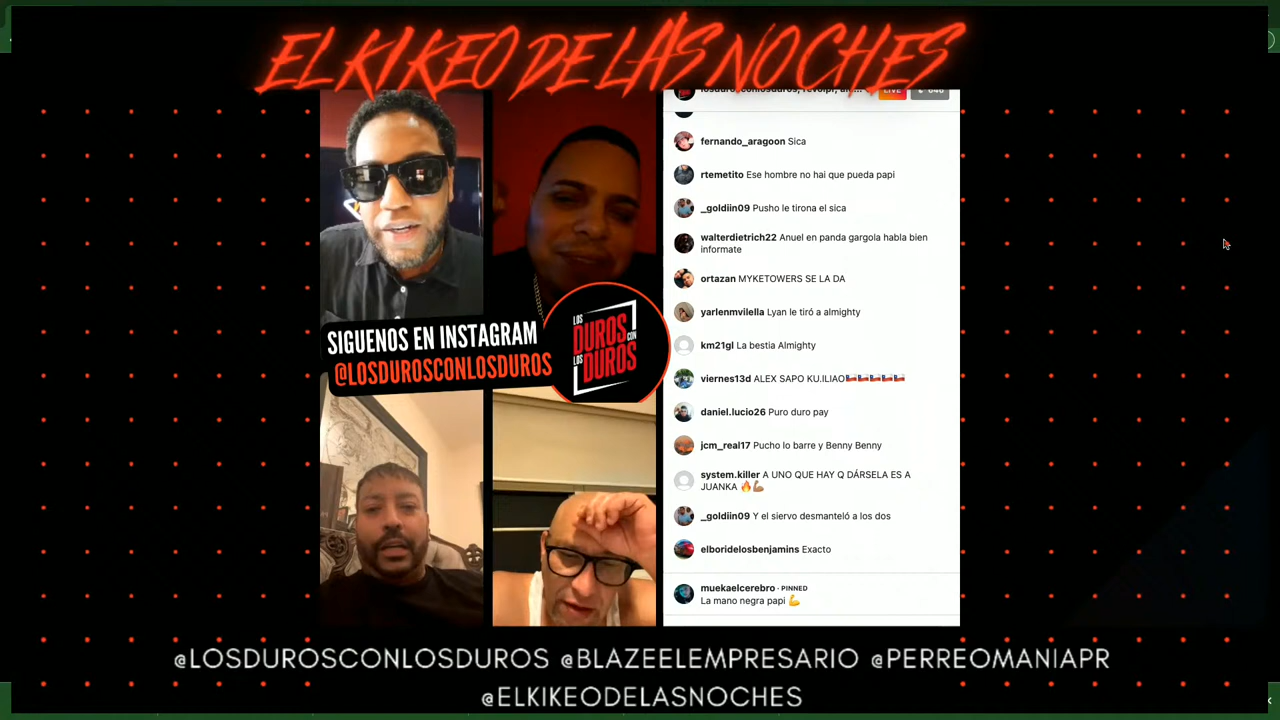 EL KIKEO DE LAS NOCHES
LIVE
fernando_aragoon Sica
rtemetito Ese hombre no hai que pueda papi
_goldiin09 Pusho le tirona el sica
walterdietrich22 Anuel en panda gargola habla bien
informate
ortazan MYKETOWERS SE LA DA
yarlenmvilella Lyan le tiró a almighty
km21gl La bestia Almighty
viernes13d ALEX SAPO KU.ILIAO🇨🇱🇨🇱🇨🇱🇨🇱🇨🇱
daniel.lucio26 Puro duro pay
jcm_real17 Pucho lo barre y Benny Benny
system.killer A UNO QUE HAY Q DÁRSELA ES A
JUANKA 🔥💪🏽
_goldiin09 Y el siervo desmanteló a los dos
elboridelosbenjamins Exacto
muekaelcerebro · PINNED
La mano negra papi 💪
SIGUENOS EN INSTAGRAM
@LOSDUROSCONLOSDUROS
LOS
DUROS
CON
LOS
DUROS
@LOSDUROSCONLOSDUROS @BLAZEELEMPRESARIO @PERREOMANIAPR
@ELKIKEODELASNOCHES